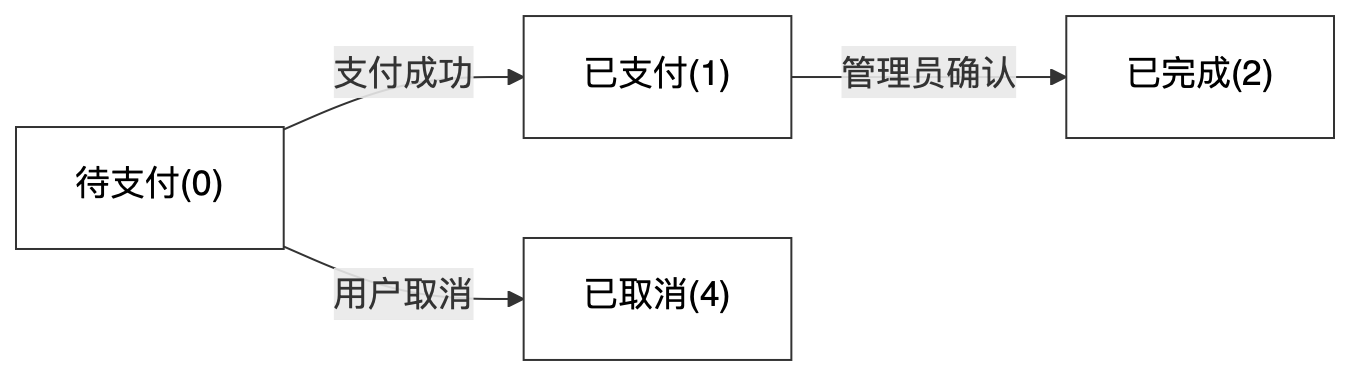 支付成功
已支付(1)
管理员确认
已完成(2)
待支付(0)
用户取消
已取消(4)